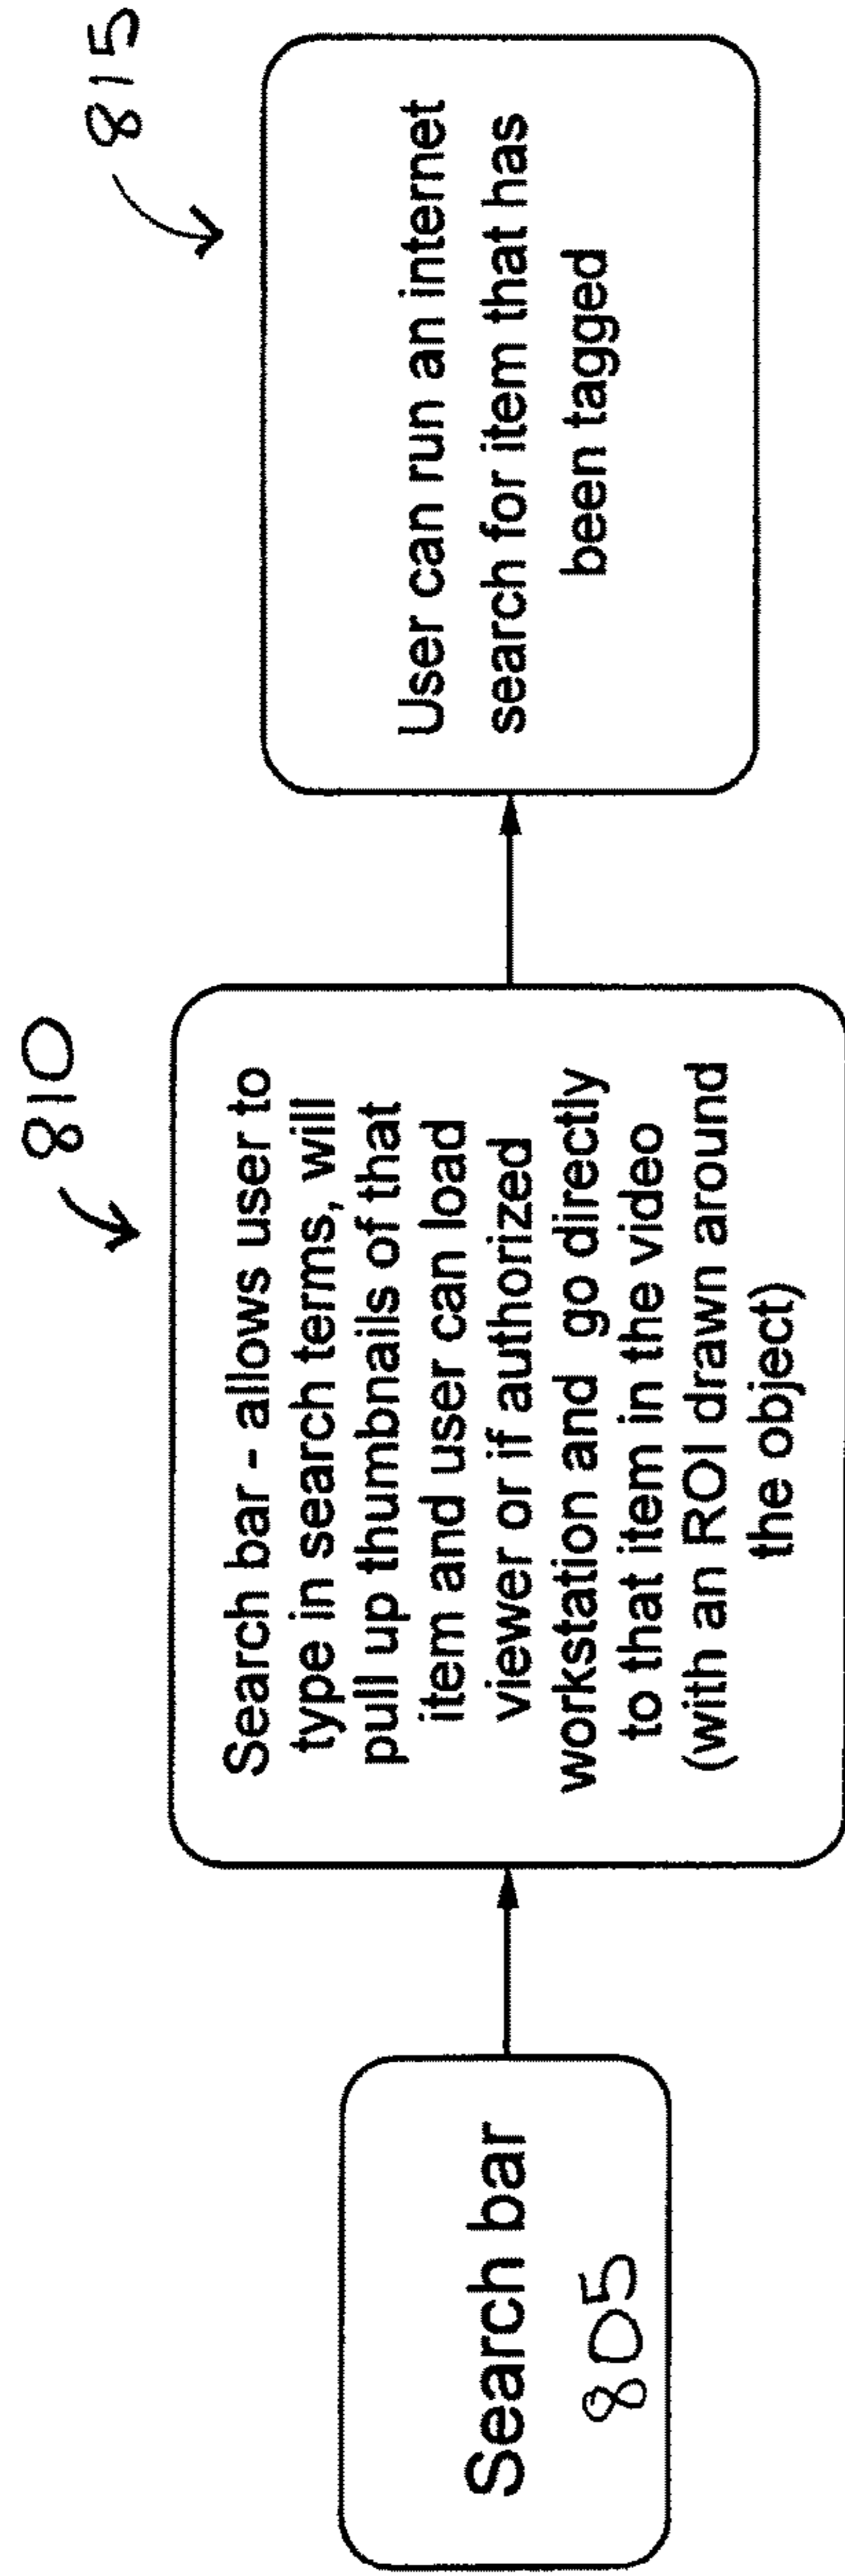 Search bar
805
810
Search bar - allows user to
type in search terms, will
pull up thumbnails of that
item and user can load
viewer or if authorized
workstation and go directly
to that item in the video
(with an ROI drawn around
the object)
815
User can run an internet
search for item that has
been tagged